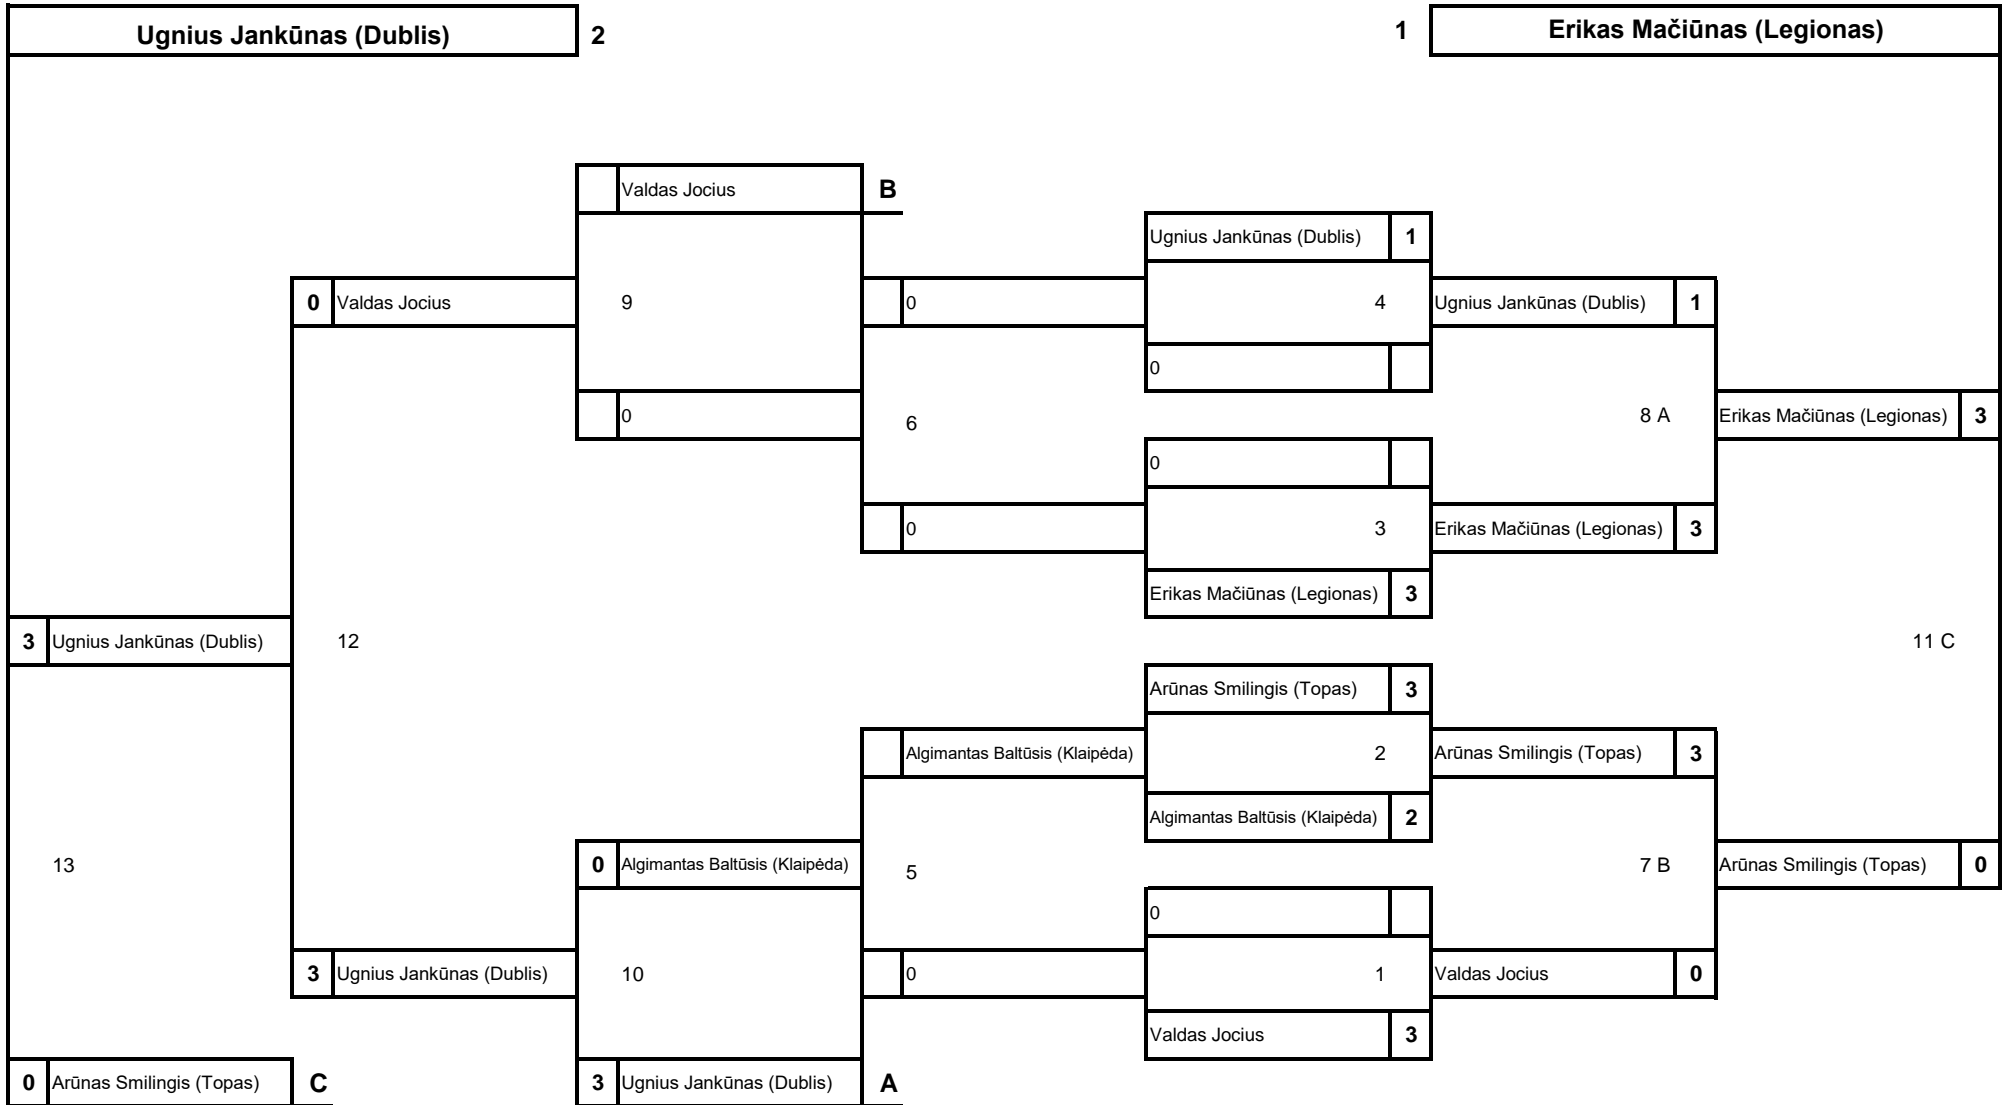 Ugnius Jankūnas (Dublis) 2 1 Erikas Mačiūnas (Legionas)
Valdas Jocius B
Ugnius Jankūnas (Dublis) 1
0 Valdas Jocius 9 0 4 Ugnius Jankūnas (Dublis) 1
0
0 6 8 A Erikas Mačiūnas (Legionas) 3
0
0 3 Erikas Mačiūnas (Legionas) 3
Erikas Mačiūnas (Legionas) 3
3 Ugnius Jankūnas (Dublis) 12 11 C
Arūnas Smilingis (Topas) 3
Algimantas Baltūsis (Klaipėda) 2 Arūnas Smilingis (Topas) 3
Algimantas Baltūsis (Klaipėda) 2
13 0 Algimantas Baltūsis (Klaipėda) 5 7 B Arūnas Smilingis (Topas) 0
0
3 Ugnius Jankūnas (Dublis) 10 0 1 Valdas Jocius 0
Valdas Jocius 3
0 Arūnas Smilingis (Topas) C 3 Ugnius Jankūnas (Dublis) A